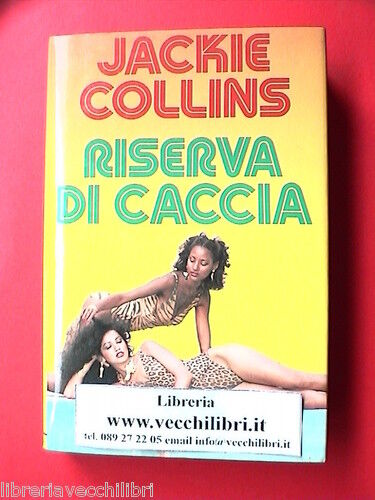 JACKIE
COLLINS
RISERVA
DI CACCIA
Libreria
www.vecchilibri.it
tel. 089 27 22 05 email info@vecchilibri.it
libreriavecchilibri